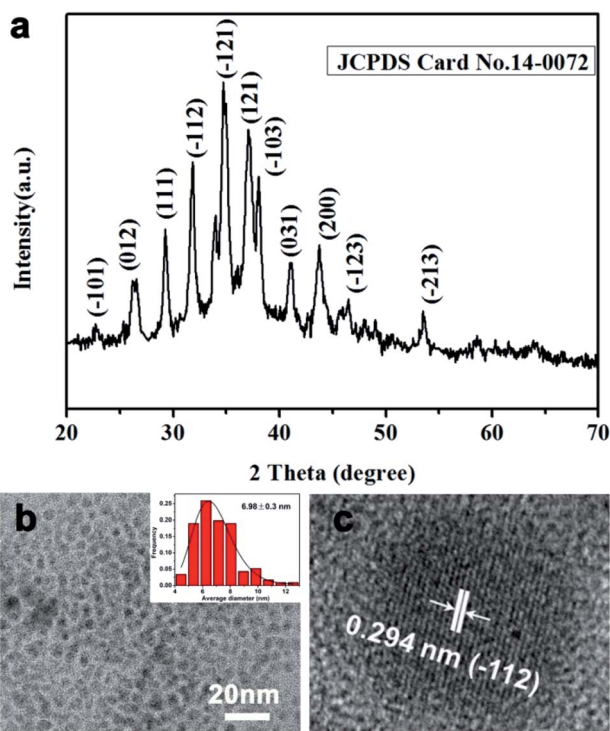 a
JCPDS Card No.14-0072
Intensity(a.u.)
(-101)
(012)
(111)
(-112)
(-121)
(121)
(-103)
(031)
(200)
(-123)
(-213)
20 30 40 50 60 70
2 Theta (degree)
b
6.98±0.3 nm
Frequency
0.25
0.20
0.15
0.10
0.05
0.00
4 6 8 10 12
Average diameter (nm)
20nm
c
0.294 nm (-112)